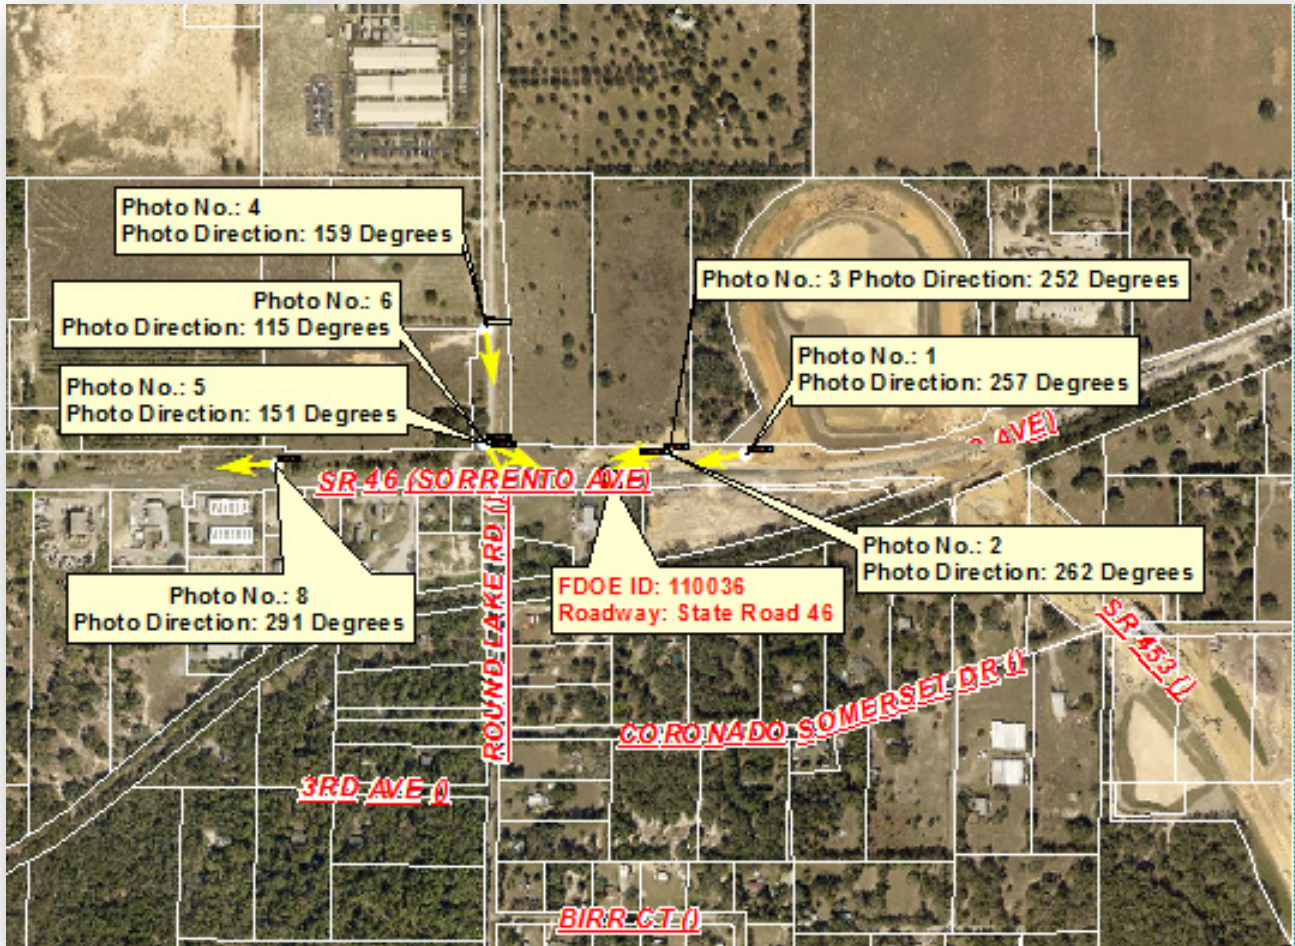 Photo No.: 4
Photo Direction: 159 Degrees
Photo No.: 6
Photo Direction: 115 Degrees
Photo No.: 3 Photo Direction: 252 Degrees
Photo No.: 1
Photo Direction: 257 Degrees
Photo No.: 5
Photo Direction: 151 Degrees
AVE)
SR 46 (SORRENTO AVE)
Photo No.: 2
Photo Direction: 262 Degrees
FDOE ID: 110036
Roadway: State Road 46
Photo No.: 8
Photo Direction: 291 Degrees
ROUND LAKE RD ()
SR 453 ()
CORONADO SOMERSET DR ()
3RD AVE ()
BIRR CT ()